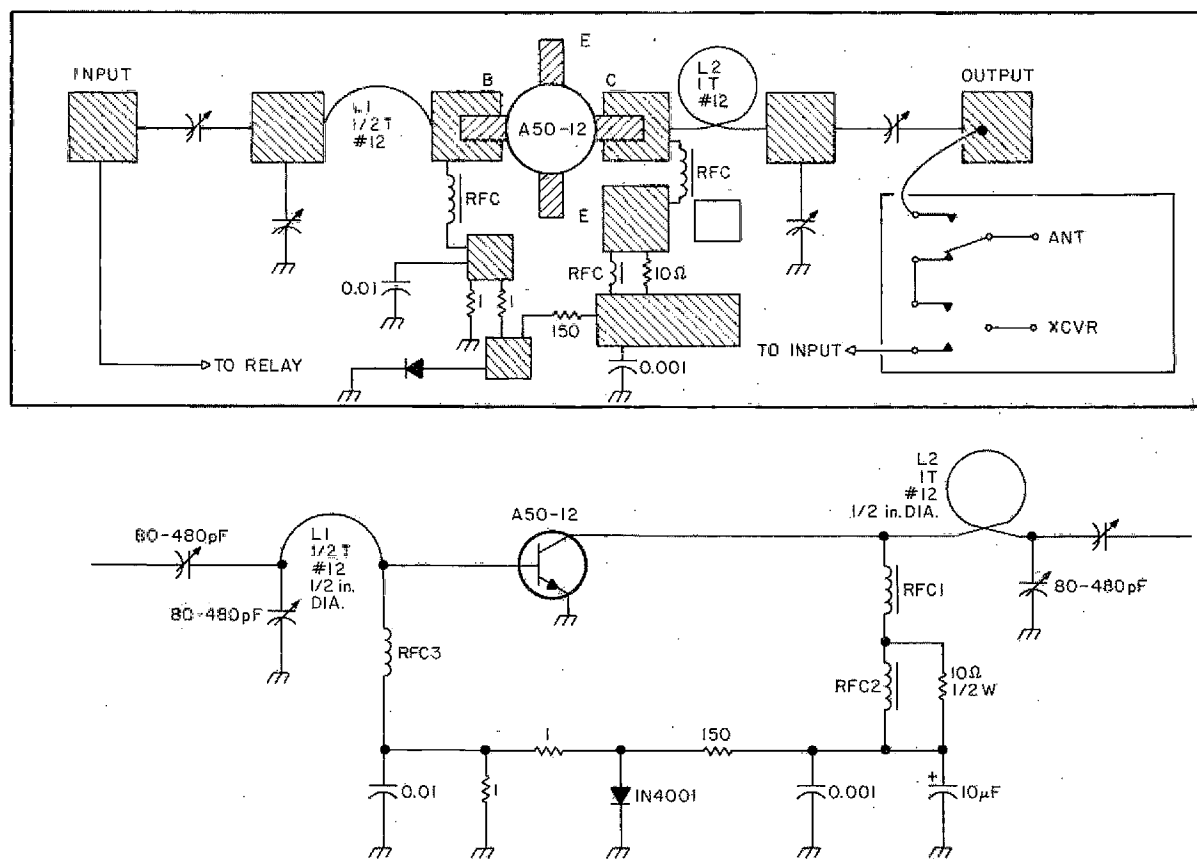 E
INPUT
L1
1/2 T
#12
B
A50-12
C
L2
1T
#12
OUTPUT
RFC
E
RFC
RFC
10Ω
0.01
1
1
150
0.001
TO RELAY
ANT
XCVR
TO INPUT
80-480pF
80-480pF
L1
1/2 T
#12
1/2 in.
DIA.
A50-12
L2
1T
#12
1/2 in. DIA.
80-480pF
RFC3
RFC1
RFC2
10Ω
1/2 W
1
150
0.01
1
1N4001
0.001
+
10µF